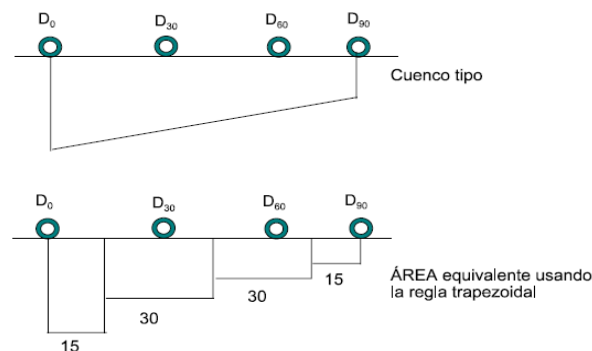 D₀ D₃₀ D₆₀ D₉₀
Cuenco tipo
D₀ D₃₀ D₆₀ D₉₀
ÁREA equivalente usando
la regla trapezoidal
15
30
30
15